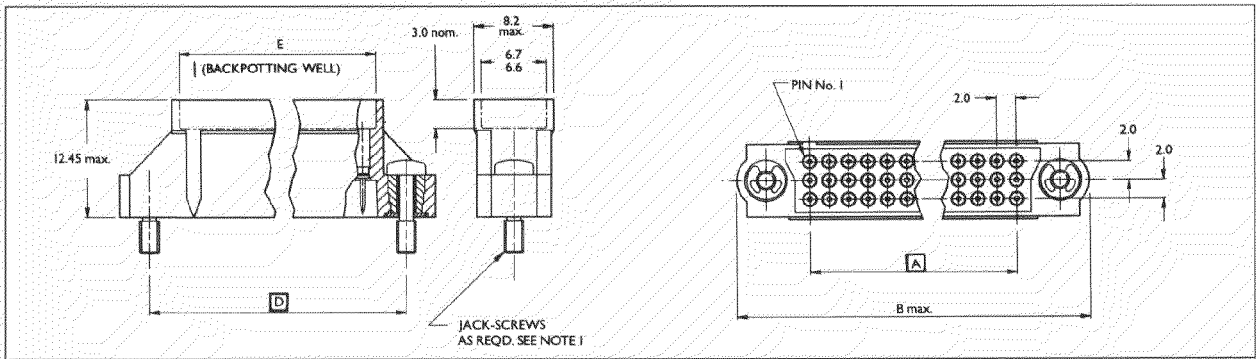 E
(BACKPOTTING WELL)
12.45 max.
D
3.0 nom.
8.2
max.
6.7
6.6
JACK-SCREWS
AS REQD. SEE NOTE 1
PIN No. 1
2.0
2.0
2.0
A
B max.